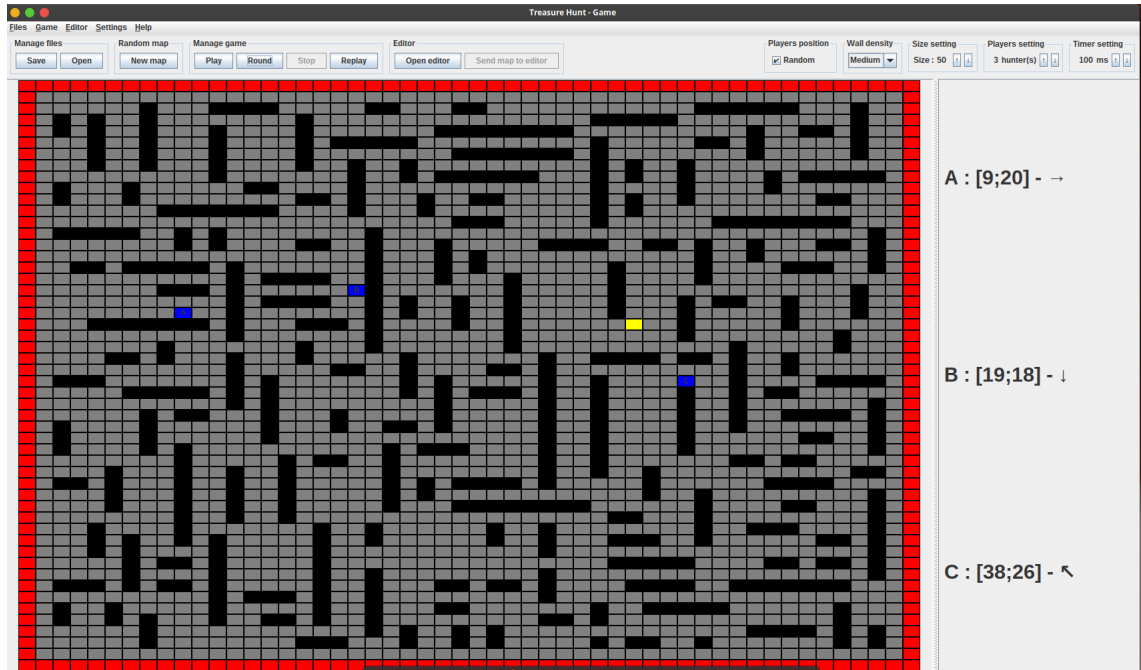 Treasure Hunt - Game
Files Game Editor Settings Help
Manage files Random map Manage game Editor Players position Wall density Size setting Players setting Timer setting
Save Open New map Play Round Stop Replay Open editor Send map to editor Random Medium Size : 50 ↑ ↓ 3 hunter(s) ↑ ↓ 100 ms ↑ ↓
A : [9;20] - →
B : [19;18] - ↓
C : [38;26] - ↖